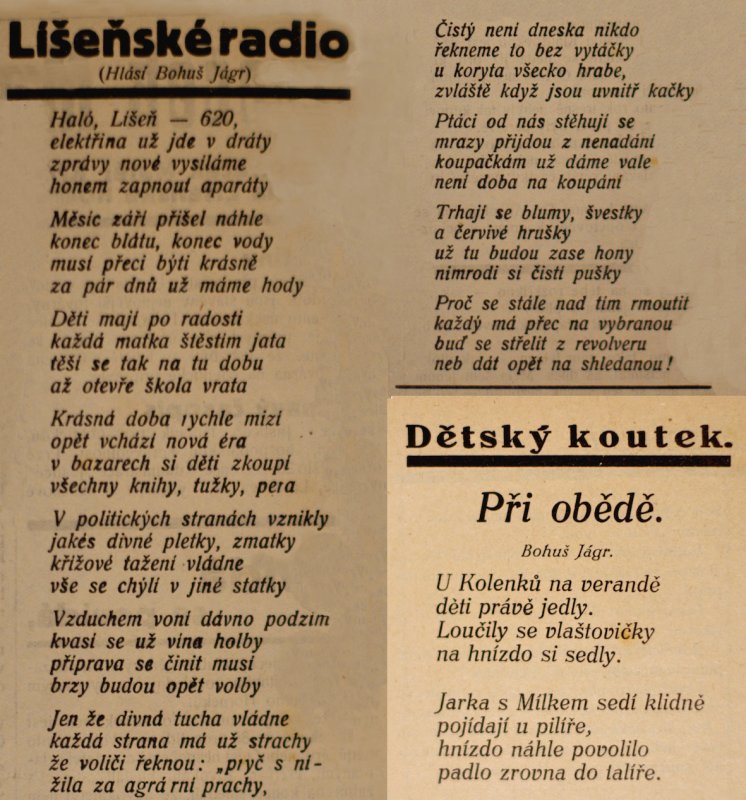 Líšeňské radio
(Hlásí Bohuš Jágr)
Haló, Líšeň — 620,
elektřina už jde v dráty
zprávy nové vysíláme
honem zapnout aparáty
Měsíc září přišel náhle
konec blátu, konec vody
musí přeci býti krásně
za pár dnů už máme hody
Děti mají po radosti
každá matka štěstím jata
těší se tak na tu dobu
až otevře škola vrata
Krásná doba rychle mizí
opět vchází nová éra
v bazarech si děti zkoupí
všechny knihy, tužky, pera
V politických stranách vznikly
jakés divné pletky, zmatky
křížové tažení vládne
vše se chýlí v jiné statky
Vzduchem voní dávno podzim
kvasí se už vína holby
příprava se činit musí
brzy budou opět volby
Jen že divná tucha vládne
každá strana má už strachy
že voliči řeknou: „pryč s ni-
žila za agrární prachy,
Čistý není dneska nikdo
řekneme to bez vytáčky
u koryta všecko hrabe,
zvláště když jsou uvnitř kačky
Ptáci od nás stěhují se
mrazy přijdou z nenadání
koupačkám už dáme vale
není doba na koupání
Trhají se blumy, švestky
a červivé hrušky
už tu budou zase hony
nimrodi si čistí pušky
Proč se stále nad tím rmoutit
každý má přec na vybranou
buď se střelit z revolveru
neb dát opět na shledanou!
Dětský koutek.
Při obědě.
Bohuš Jágr.
U Kolenků na verandě
děti právě jedly.
Loučily se vlaštovičky
na hnízdo si sedly.
Jarka s Mílkem sedí klidně
pojídají u pilíře,
hnízdo náhle povolilo
padlo zrovna do talíře.